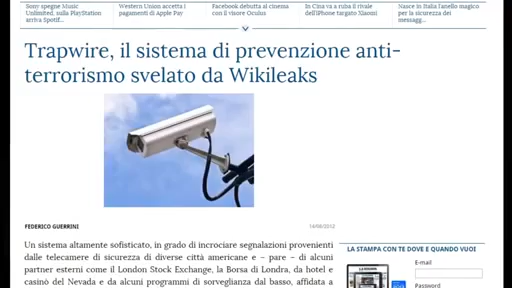 Sony spegne Music
Unlimited, sulla PlayStation
arriva Spotif...
Western Union accetta i
pagamenti di Apple Pay
Facebook debutta al cinema
con il visore Oculus
In Cina va a ruba il rivale
dell'iPhone targato Xiaomi
Nasce in Italia l'anello magico
per la sicurezza dei
messagg...
Trapwire, il sistema di prevenzione anti-
terrorismo svelato da Wikileaks
FEDERICO GUERRINI
14/08/2012
Un sistema altamente sofisticato, in grado di incrociare segnalazioni provenienti
dalle telecamere di sicurezza di diverse città americane e – pare – di alcuni
partner esterni come il London Stock Exchange, la Borsa di Londra, da hotel e
casinò del Nevada e da alcuni programmi di sorveglianza dal basso, affidata a
LA STAMPA CON TE DOVE E QUANDO VUOI
E-mail
Password